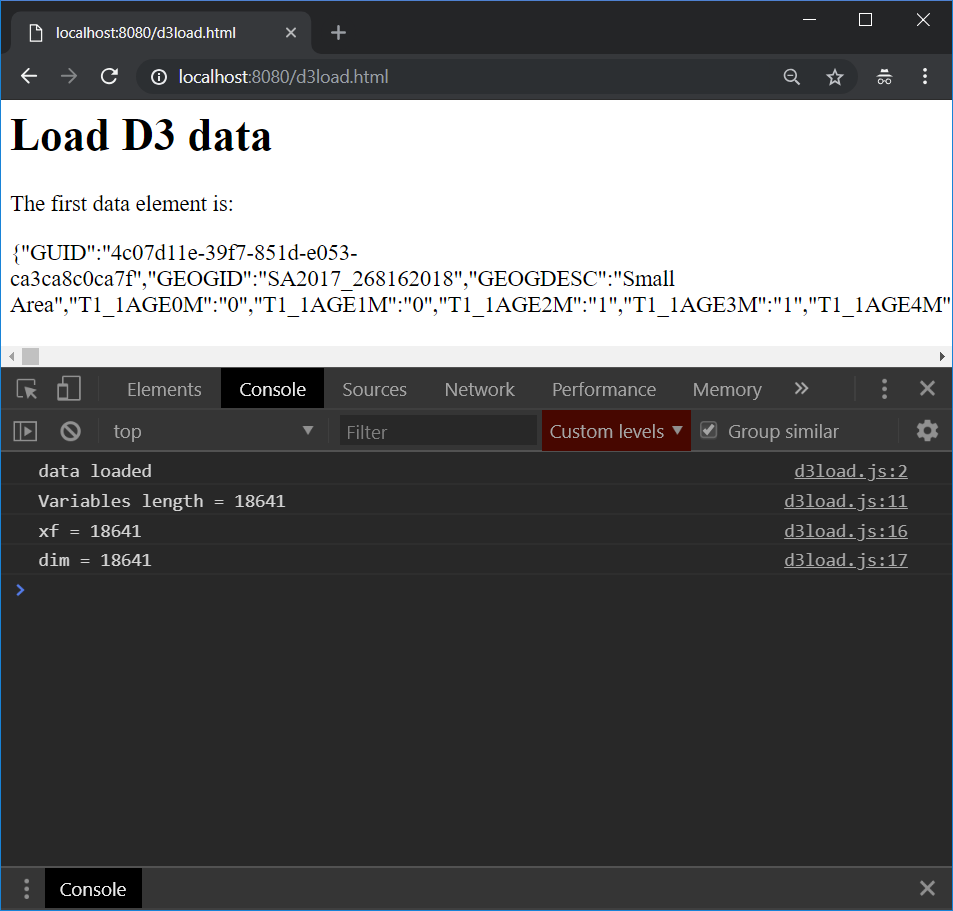 localhost:8080/d3load.html
localhost:8080/d3load.html
Load D3 data
The first data element is:
{"GUID":"4c07d11e-39f7-851d-e053-
ca3ca8c0ca7f","GEOGID":"SA2017_268162018","GEOGDESC":"Small
Area","T1_1AGE0M":"0","T1_1AGE1M":"0","T1_1AGE2M":"1","T1_1AGE3M":"1","T1_1AGE4M"
Elements Console Sources Network Performance Memory
top Filter Custom levels Group similar
data loaded d3load.js:2
Variables length = 18641 d3load.js:11
xf = 18641 d3load.js:16
dim = 18641 d3load.js:17
Console